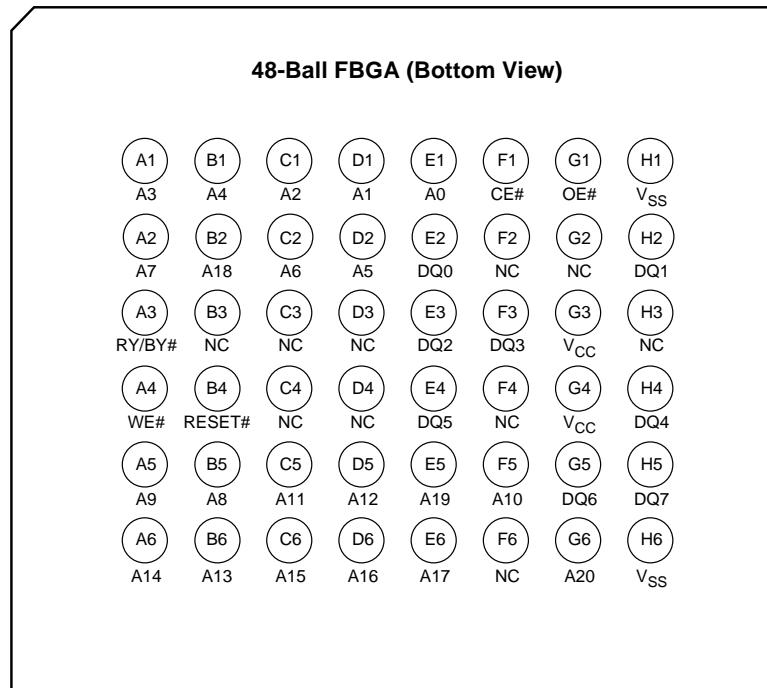 48-Ball FBGA (Bottom View)
A1 B1 C1 D1 E1 F1 G1 H1
A3 A4 A2 A1 A0 CE# OE# VSS
A2 B2 C2 D2 E2 F2 G2 H2
A7 A18 A6 A5 DQ0 NC NC DQ1
A3 B3 C3 D3 E3 F3 G3 H3
RY/BY# NC NC NC DQ2 DQ3 VCC NC
A4 B4 C4 D4 E4 F4 G4 H4
WE# RESET# NC NC DQ5 NC VCC DQ4
A5 B5 C5 D5 E5 F5 G5 H5
A9 A8 A11 A12 A19 A10 DQ6 DQ7
A6 B6 C6 D6 E6 F6 G6 H6
A14 A13 A15 A16 A17 NC A20 VSS